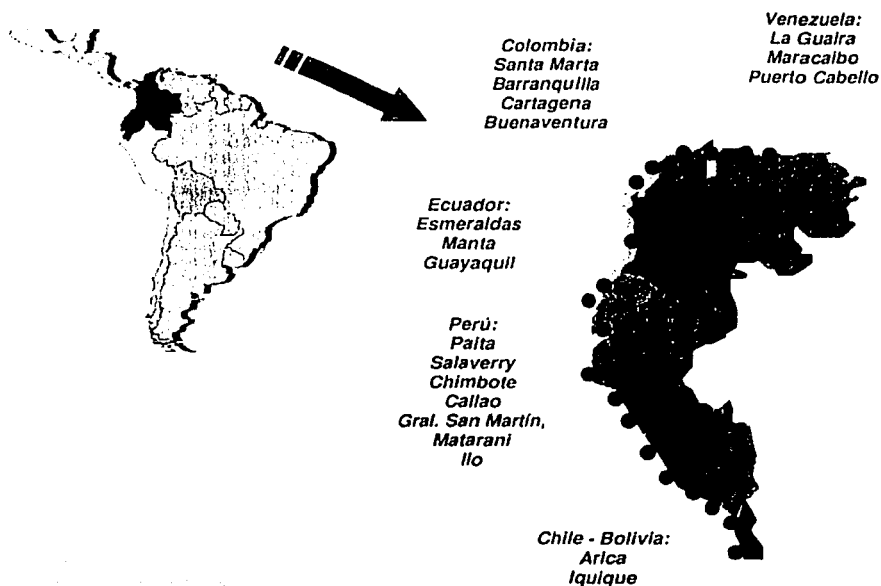 Colombia:
Santa Marta
Barranquilla
Cartagena
Buenaventura
Venezuela:
La Guaira
Maracaibo
Puerto Cabello
Ecuador:
Esmeraldas
Manta
Guayaquil
Perú:
Paita
Salaverry
Chimbote
Callao
Gral. San Martín,
Matarani
Ilo
Chile - Bolivia:
Arica
Iquique